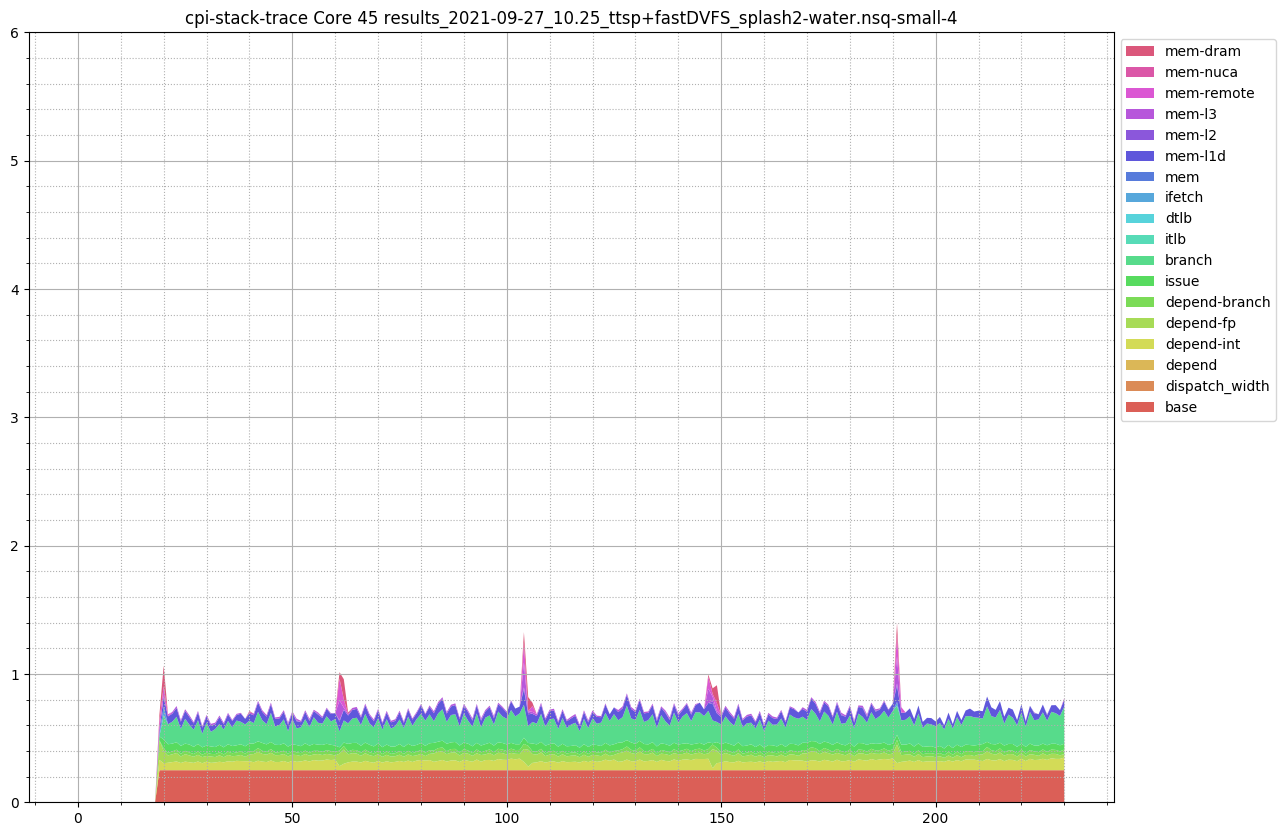 cpi-stack-trace Core 45 results_2021-09-27_10.25_ttsp+fastDVFS_splash2-water.nsq-small-4
6
5
4
3
2
1
0
0 50 100 150 200
mem-dram
mem-nuca
mem-remote
mem-l3
mem-l2
mem-l1d
mem
ifetch
dtlb
itlb
branch
issue
depend-branch
depend-fp
depend-int
depend
dispatch_width
base